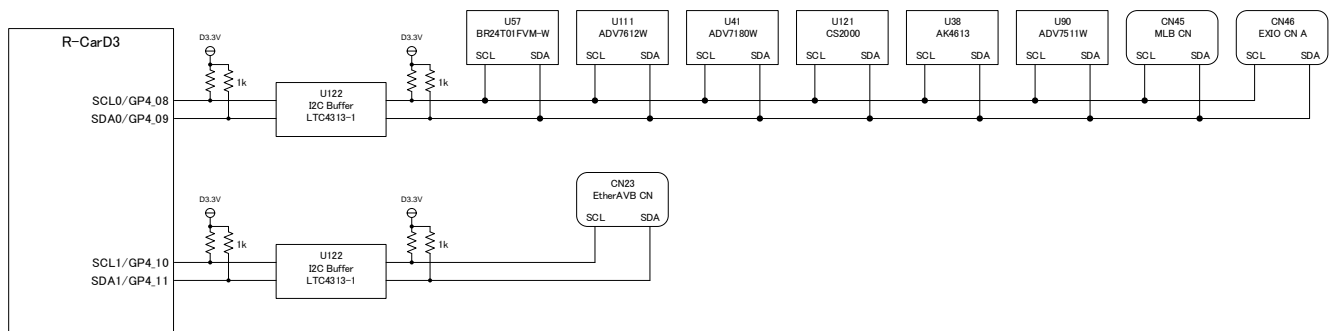 R-CarD3
SCL0/GP4_08
SDA0/GP4_09
SCL1/GP4_10
SDA1/GP4_11
D3.3V
1k
U122
I2C Buffer
LTC4313-1
D3.3V
1k
U57
BR24T01FVM-W
SCL SDA
U111
ADV7612W
SCL SDA
U41
ADV7180W
SCL SDA
U121
CS2000
SCL SDA
U38
AK4613
SCL SDA
U90
ADV7511W
SCL SDA
CN45
MLB CN
SCL SDA
CN46
EXIO CN A
SCL SDA
D3.3V
1k
U122
I2C Buffer
LTC4313-1
D3.3V
1k
CN23
EtherAVB CN
SCL SDA